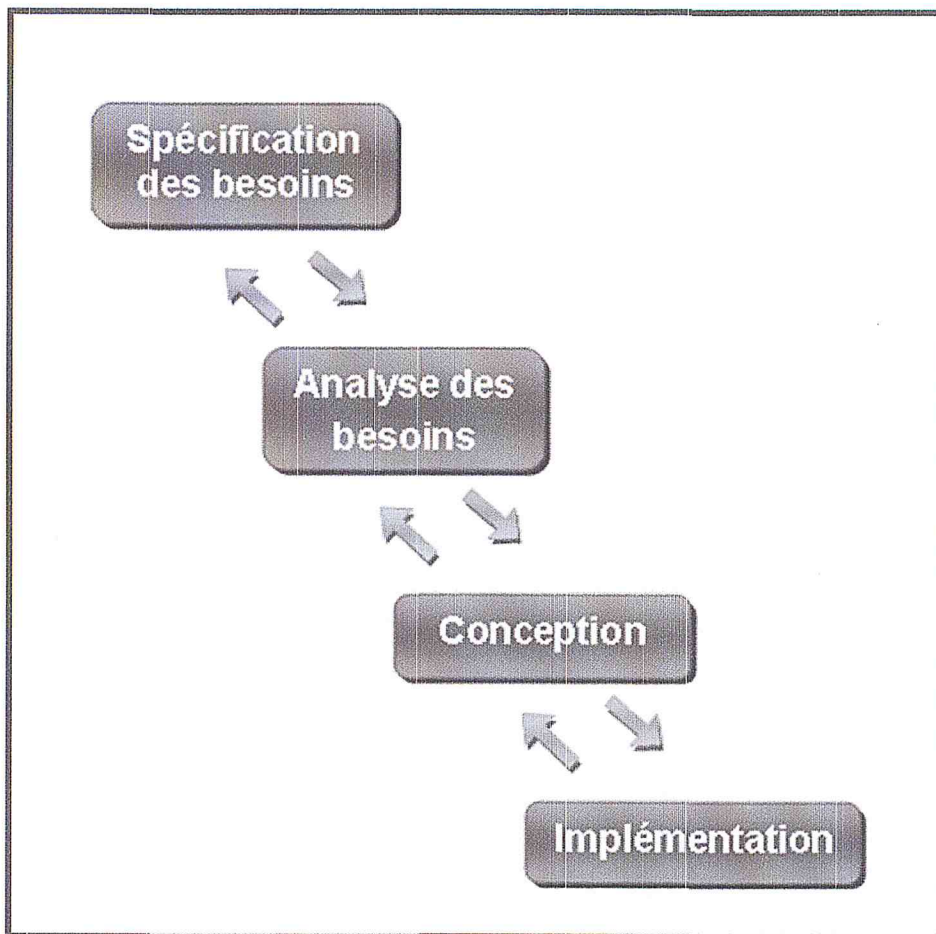 Spécification
des besoins
Analyse des
besoins
Conception
Implémentation